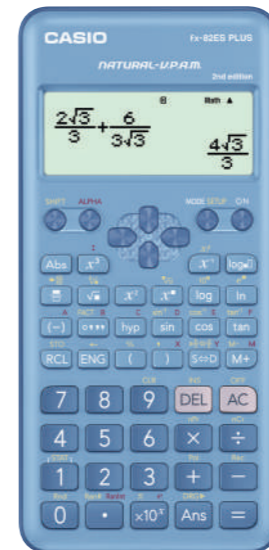 CASIO fx-82ES PLUS
NATURAL-V.P.A.M.
2nd edition
D Math ▲
2√3/3 + 6/3√3
4√3/3
SHIFT ALPHA MODE SETUP ON
Abs x³ x⁻¹ log▫▫
√▫ x² x▫ log ln
(−) °’’’ hyp sin cos tan
RCL ENG ( ) S⇔D M+
7 8 9 DEL AC
4 5 6 × ÷
1 2 3 + −
0 • ×10ˣ Ans =